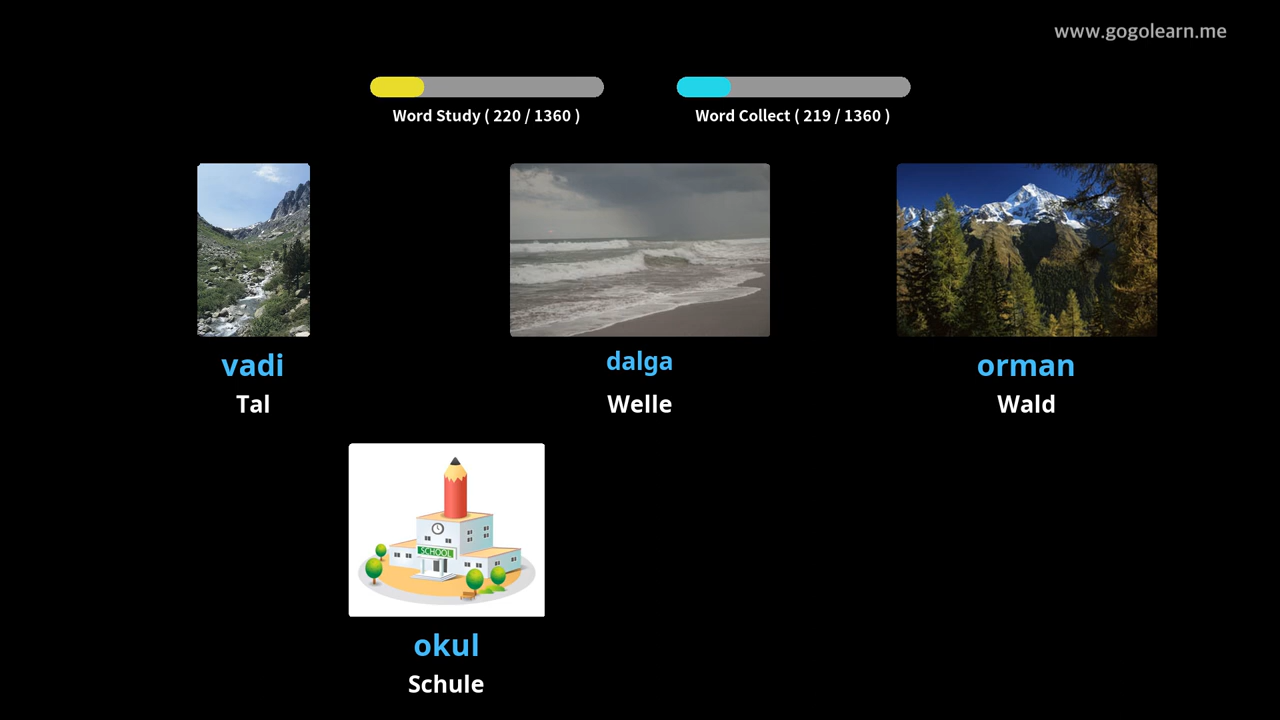 www.gogolearn.me
Word Study ( 220 / 1360 )
Word Collect ( 219 / 1360 )
vadi
Tal
dalga
Welle
orman
Wald
SCHOOL
okul
Schule